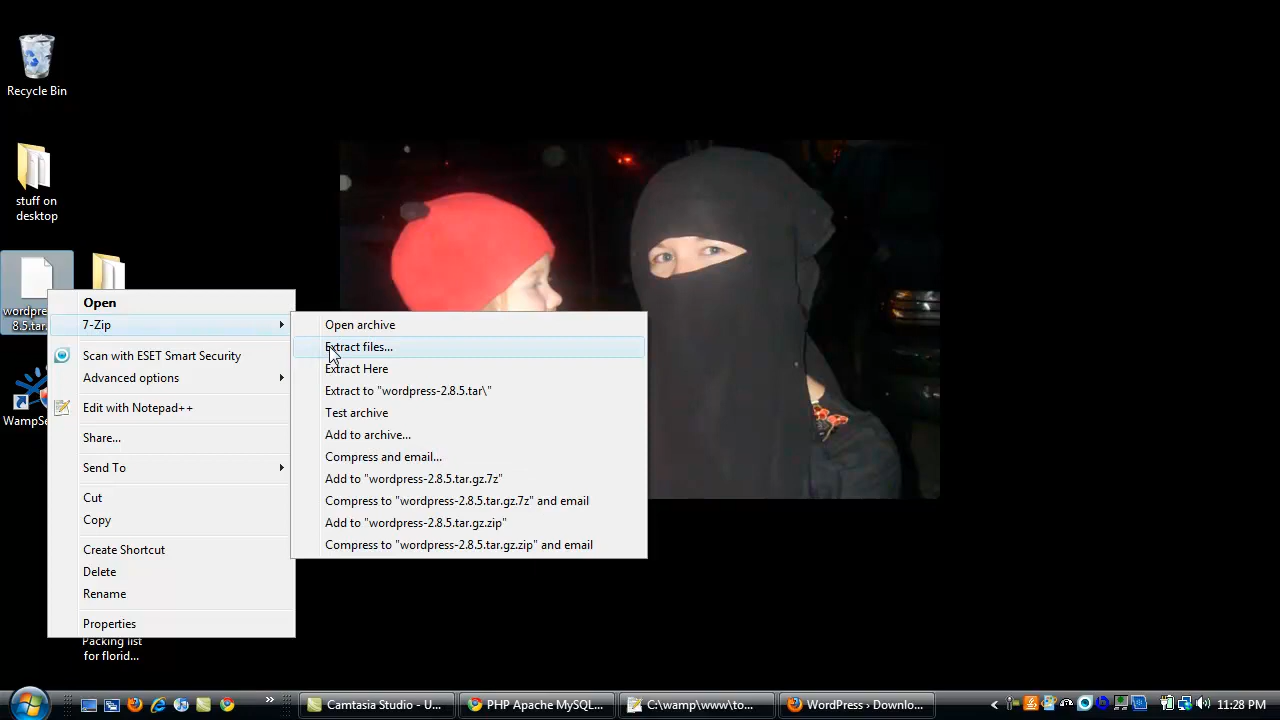 Recycle Bin
stuff on
desktop
wordpre
8.5.tar.
WampSe
Open
7-Zip
Scan with ESET Smart Security
Advanced options
Edit with Notepad++
Share...
Send To
Cut
Copy
Create Shortcut
Delete
Rename
Properties
Open archive
Extract files...
Extract Here
Extract to "wordpress-2.8.5.tar\"
Test archive
Add to archive...
Compress and email...
Add to "wordpress-2.8.5.tar.gz.7z"
Compress to "wordpress-2.8.5.tar.gz.7z" and email
Add to "wordpress-2.8.5.tar.gz.zip"
Compress to "wordpress-2.8.5.tar.gz.zip" and email
Packing list
for florid...
Camtasia Studio - U...
PHP Apache MySQL...
C:\wamp\www\to...
WordPress › Downlo...
11:28 PM